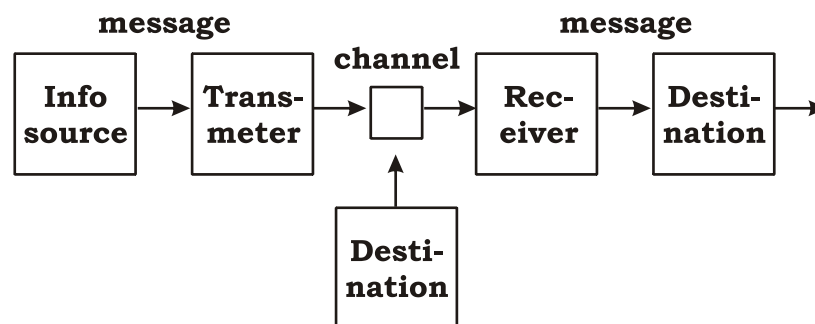 message
message
channel
Info
source
Trans-
meter
Rec-
eiver
Desti-
nation
Desti-
nation